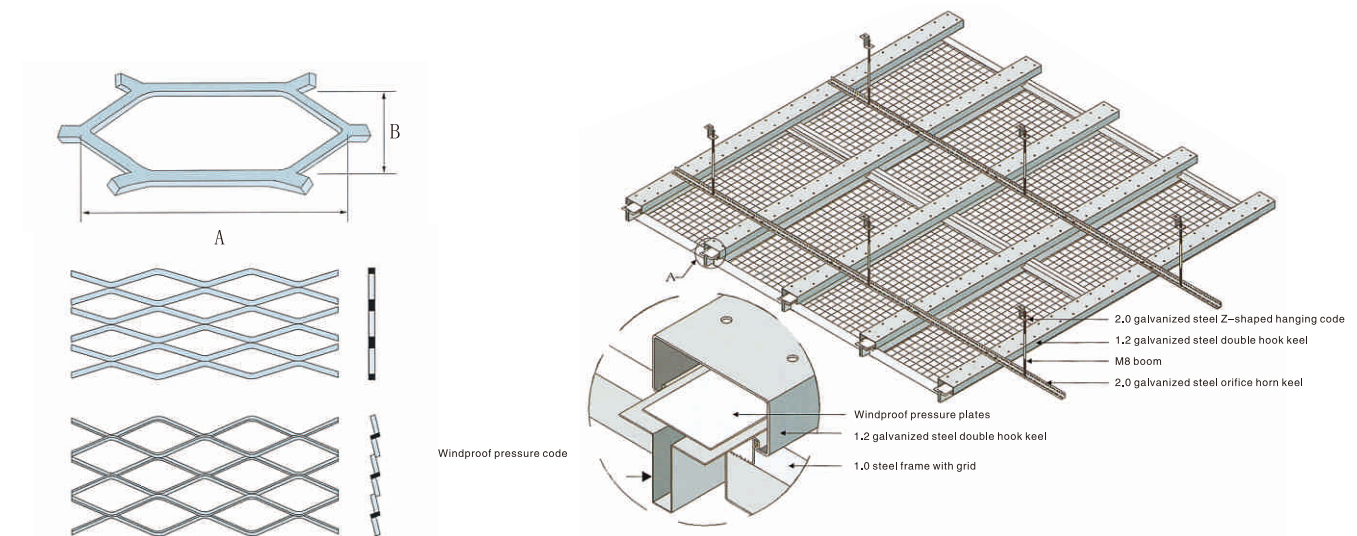 B
A
A
2.0 galvanized steel Z-shaped hanging code
1.2 galvanized steel double hook keel
M8 boom
2.0 galvanized steel orifice horn keel
Windproof pressure plates
1.2 galvanized steel double hook keel
Windproof pressure code
1.0 steel frame with grid